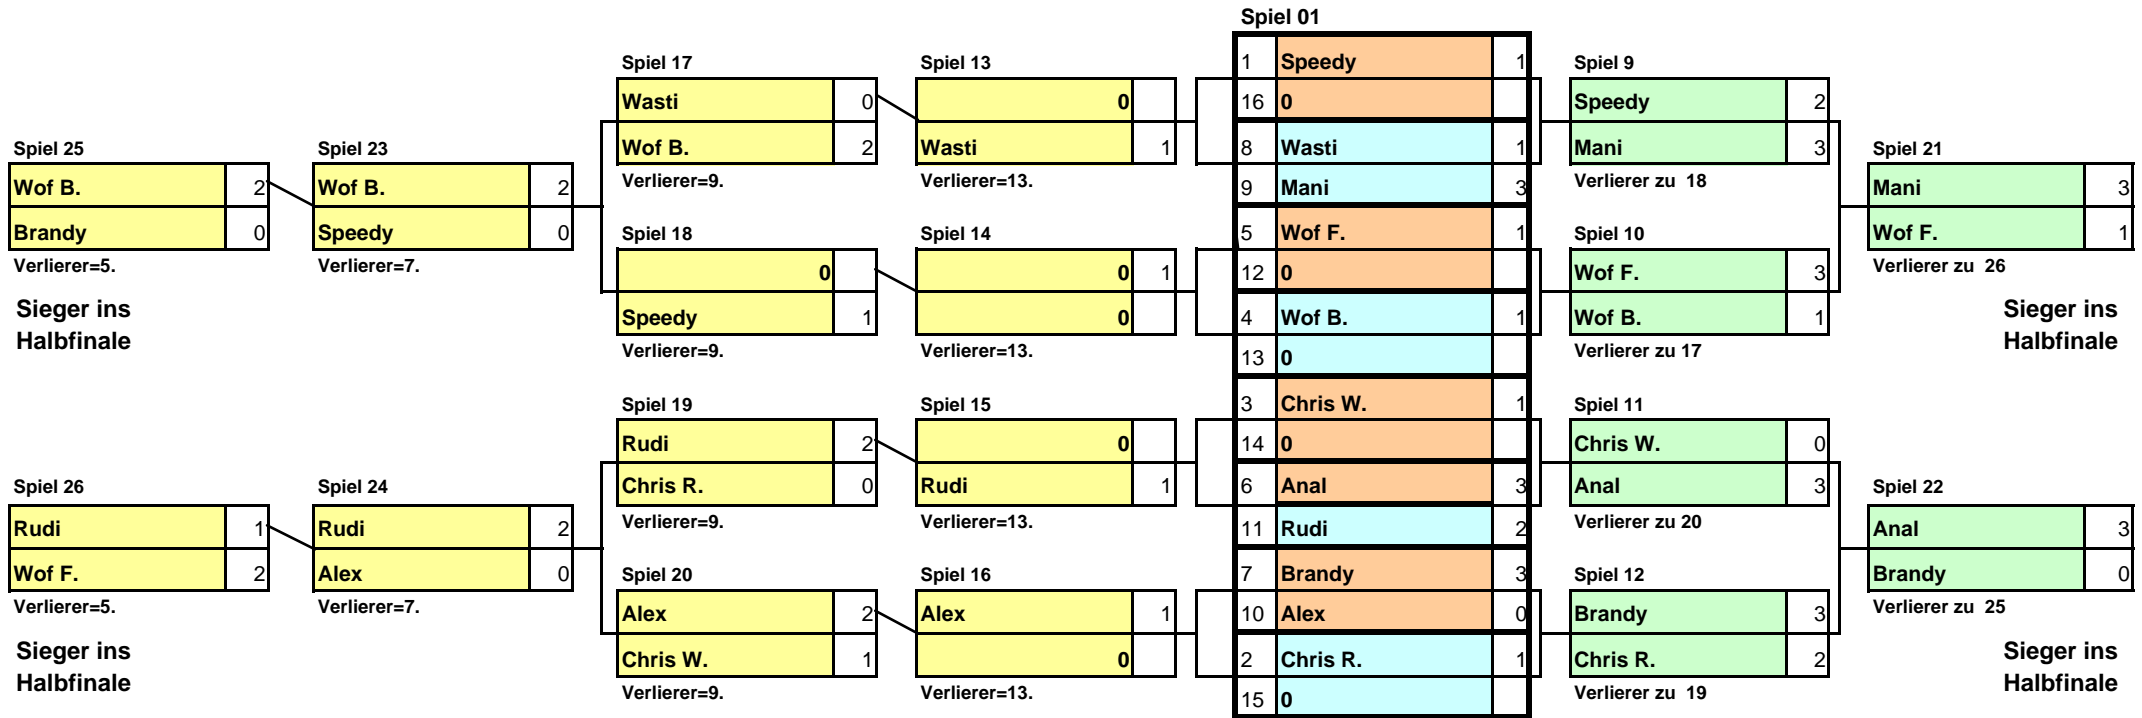 Spiel 01
1 Speedy 1
Spiel 17 Spiel 13 Spiel 9
Wasti 0 0 16 0 Speedy 2
Spiel 25 Spiel 23 Wof B. 2 Wasti 1 8 Wasti 1 Mani 3 Spiel 21
Wof B. 2 Wof B. 2 Verlierer=9. Verlierer=13. 9 Mani 3 Verlierer zu 18 Mani 3
Brandy 0 Speedy 0 Spiel 18 Spiel 14 5 Wof F. 1 Spiel 10 Wof F. 1
Verlierer=5. Verlierer=7. 0 0 1 12 0 Wof F. 3 Verlierer zu 26
Sieger ins Speedy 1 0 4 Wof B. 1 Wof B. 1 Sieger ins
Halbfinale Verlierer=9. Verlierer=13. 13 0 Verlierer zu 17 Halbfinale
Spiel 19 Spiel 15 3 Chris W. 1 Spiel 11
Rudi 2 0 14 0 Chris W. 0
Spiel 26 Spiel 24 Chris R. 0 Rudi 1 6 Anal 3 Anal 3 Spiel 22
Rudi 1 Rudi 2 Verlierer=9. Verlierer=13. 11 Rudi 2 Verlierer zu 20 Anal 3
Wof F. 2 Alex 0 Spiel 20 Spiel 16 7 Brandy 3 Spiel 12 Brandy 0
Verlierer=5. Verlierer=7. Alex 2 Alex 1 10 Alex 0 Brandy 3 Verlierer zu 25
Sieger ins Chris W. 1 0 2 Chris R. 1 Chris R. 2 Sieger ins
Halbfinale Verlierer=9. Verlierer=13. 15 0 Verlierer zu 19 Halbfinale